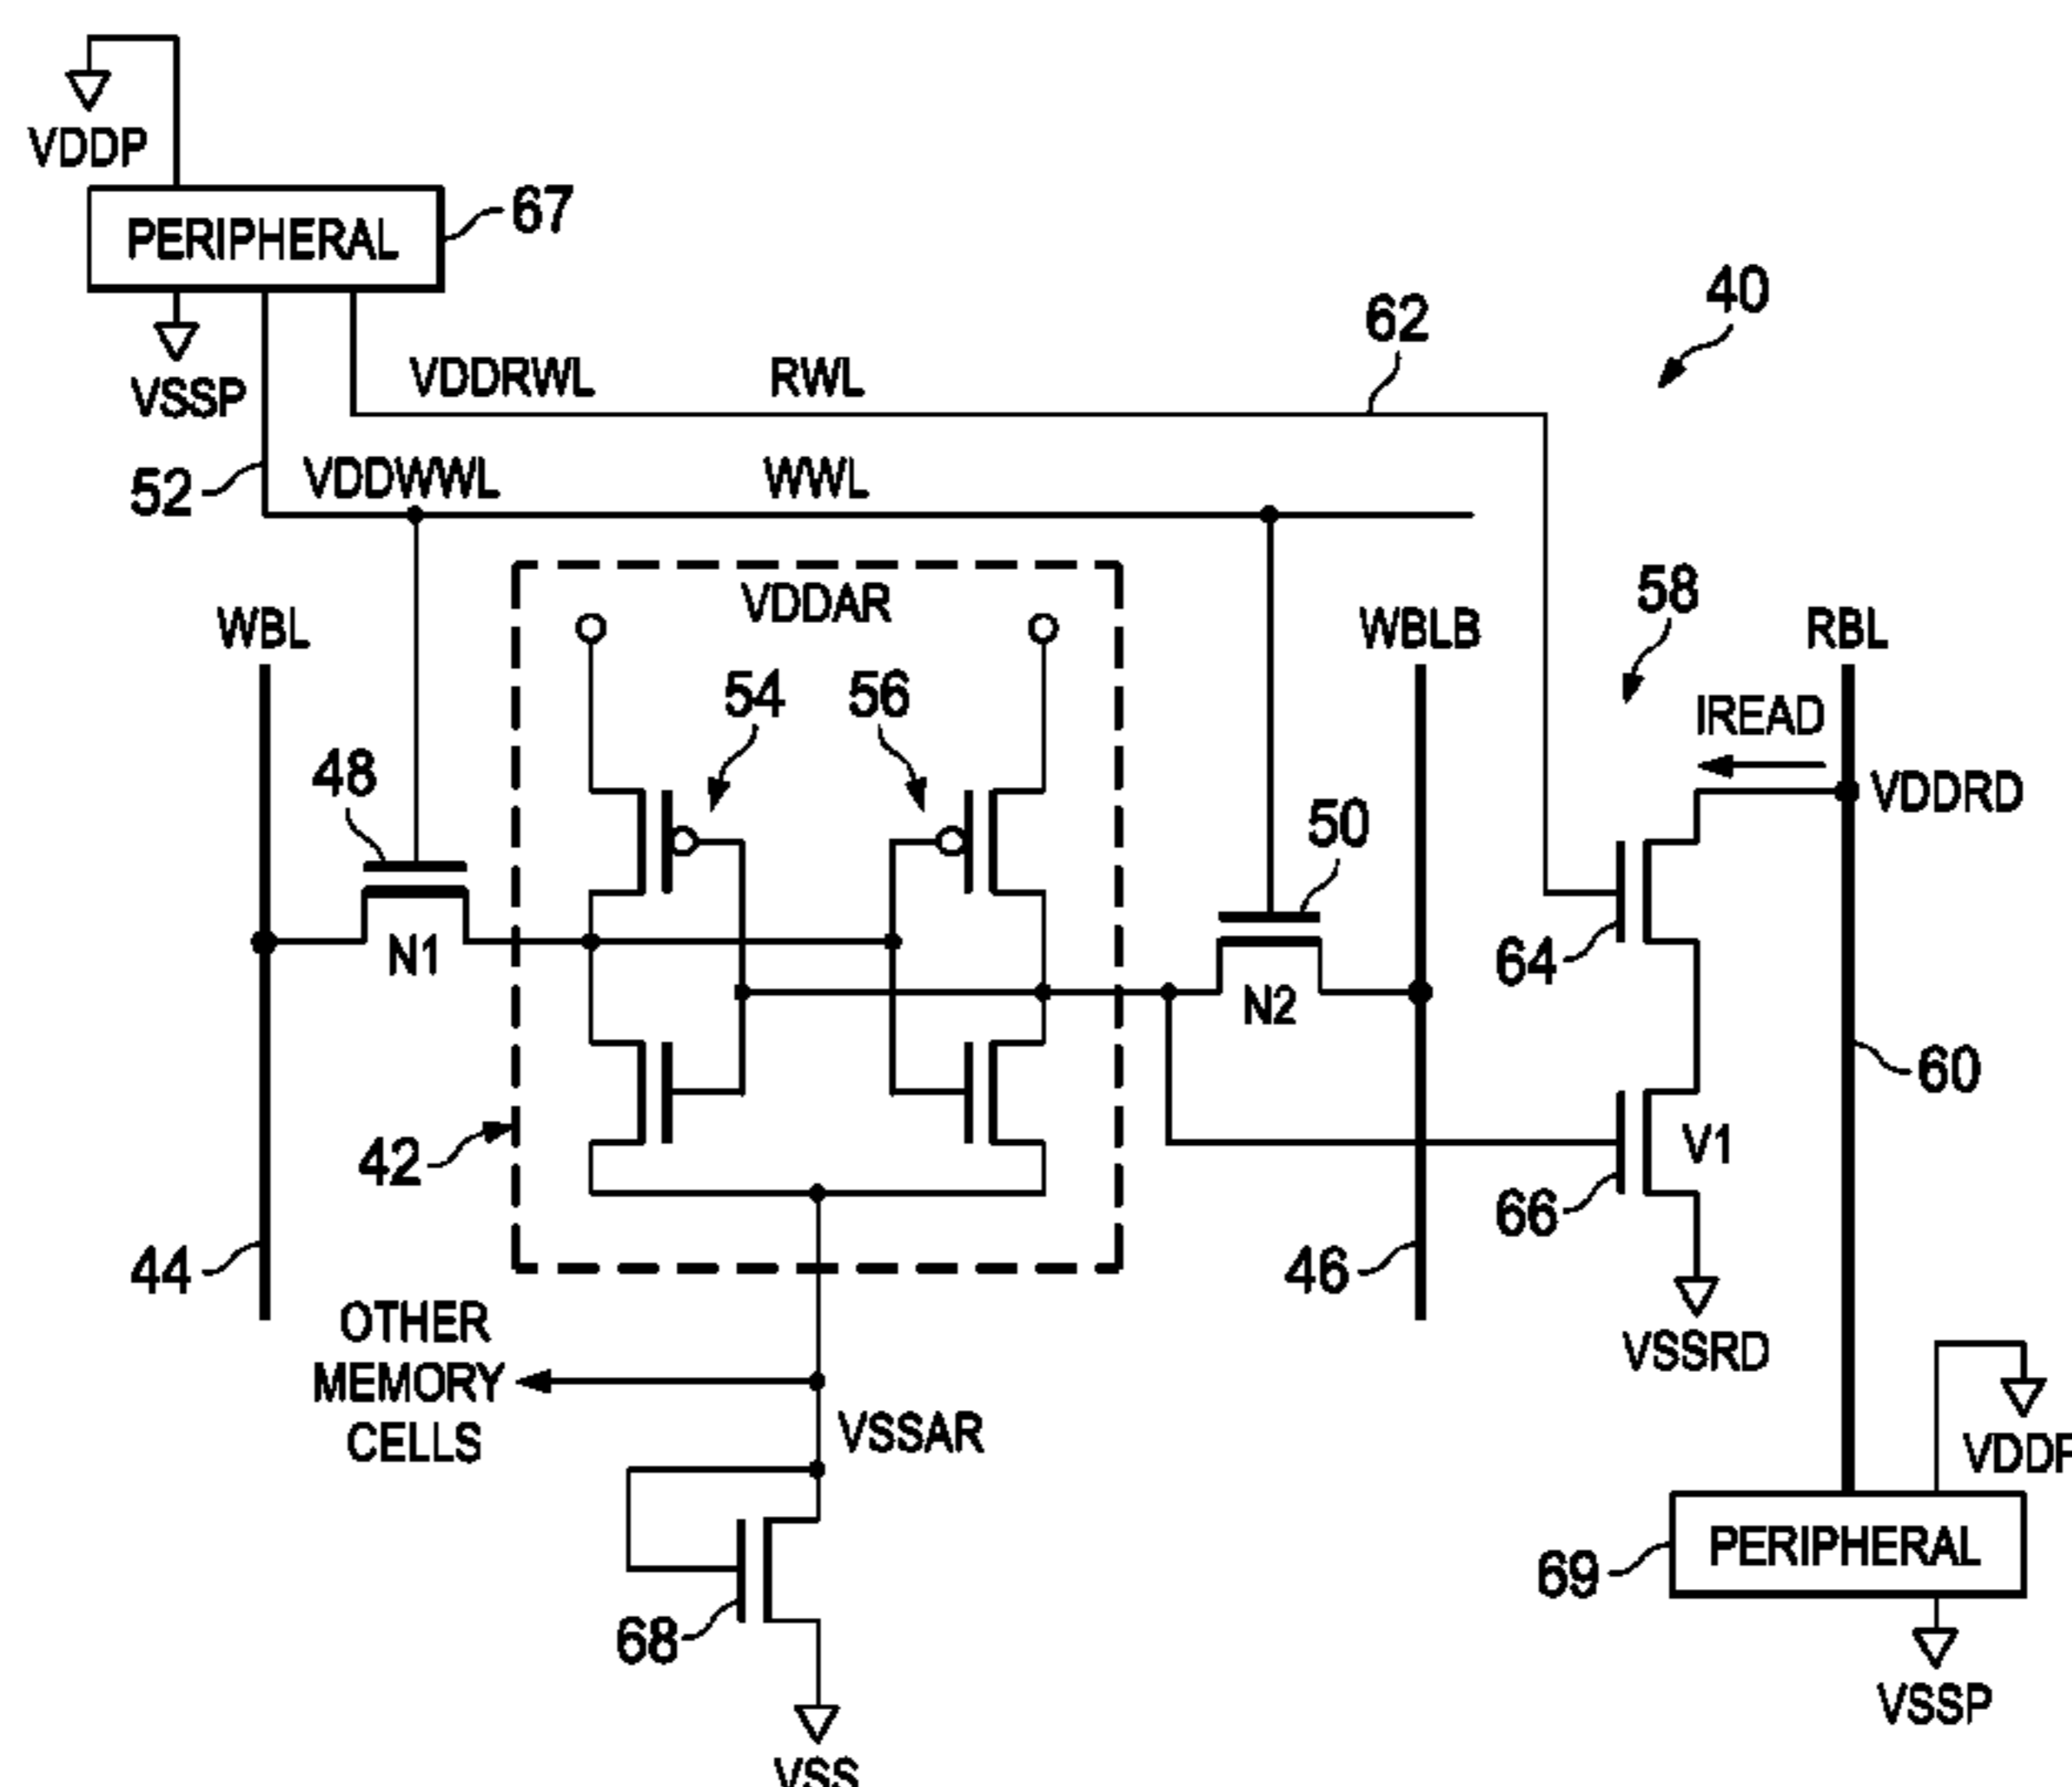 VDDP
PERIPHERAL
67
VSSP
40
62
VDDRWL
RWL
52
VDDWWL
WWL
58
WBL
VDDAR
WBLB
RBL
54
56
IREAD
48
50
VDDRD
N1
64
N2
60
42
V1
66
44
46
VSSRD
OTHER
MEMORY
CELLS
VSSAR
VDDP
PERIPHERAL
69
68
VSSP
VSS